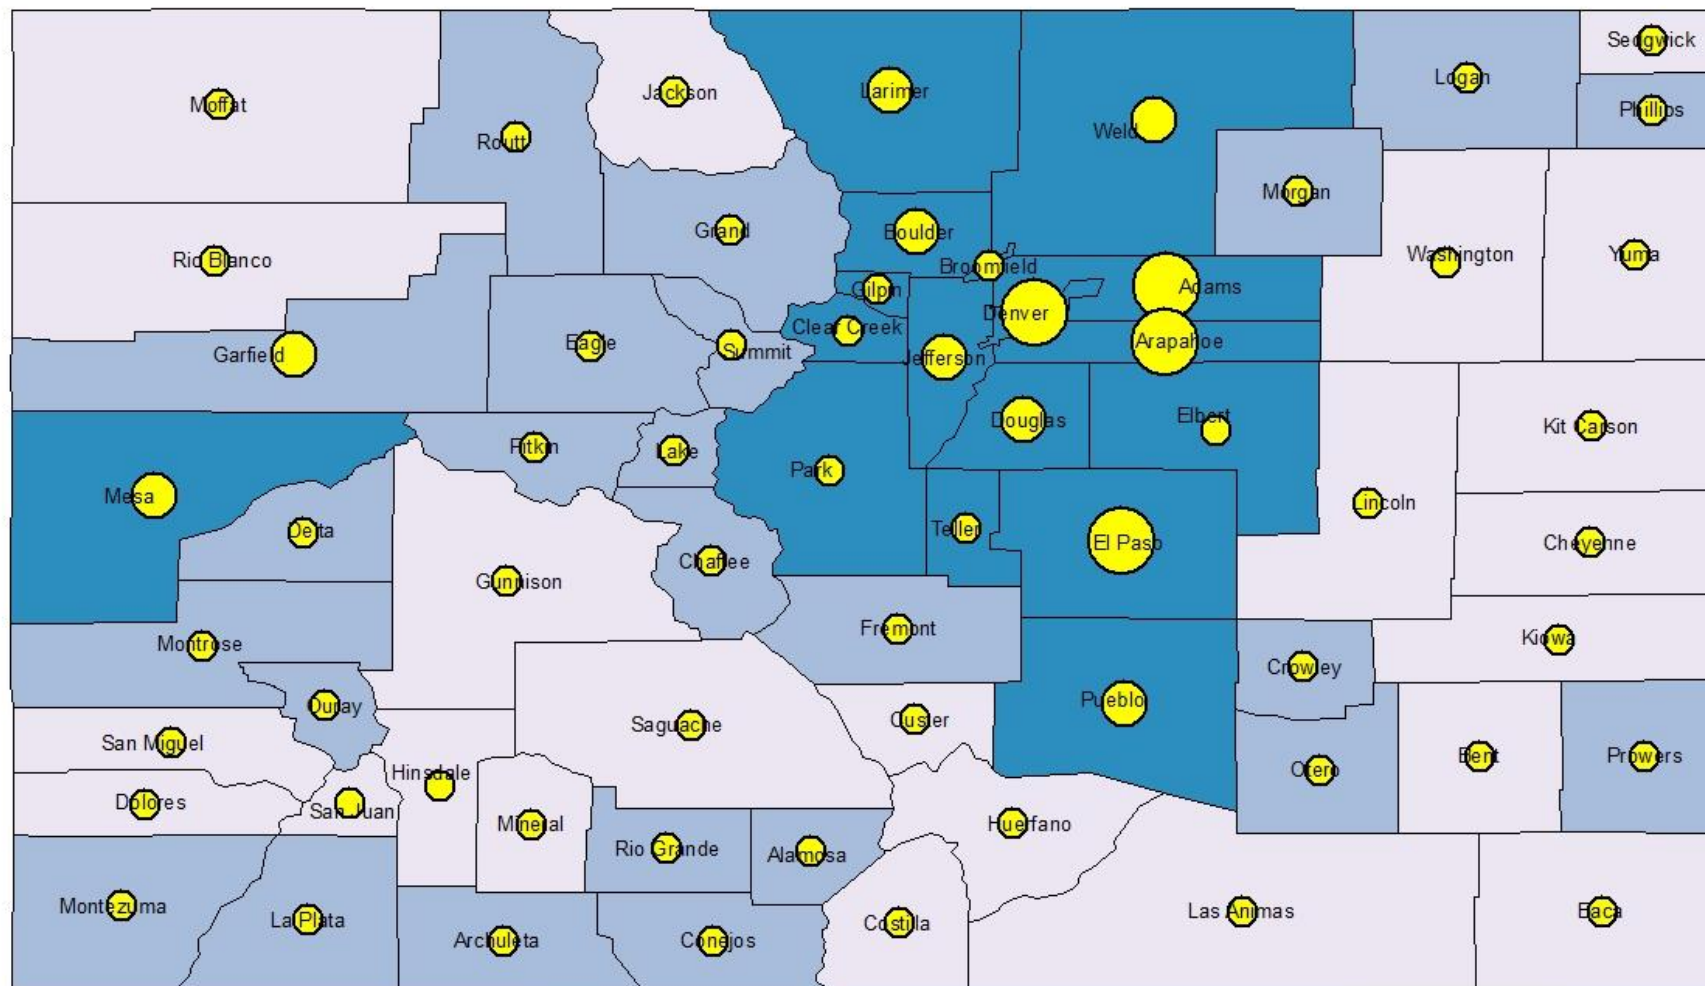 Sedgwick
Moffat
Jackson
Larimer
Logan
Phillips
Routt
Weld
Morgan
Grand
Boulder
Rio Blanco
Broomfield
Washington
Yuma
Gilpin
Adams
Denver
Clear Creek
Garfield
Eagle
Summit
Jefferson
Arapahoe
Douglas
Elbert
Kit Carson
Pitkin
Lake
Park
Mesa
Lincoln
Delta
Teller
El Paso
Cheyenne
Gunnison
Chaffee
Montrose
Fremont
Kiowa
Crowley
Ouray
Pueblo
San Miguel
Saguache
Custer
Hinsdale
Otero
Bent
Prowers
Dolores
San Juan
Mineral
Huerfano
Rio Grande
Alamosa
Montezuma
La Plata
Archuleta
Conejos
Costilla
Las Animas
Baca